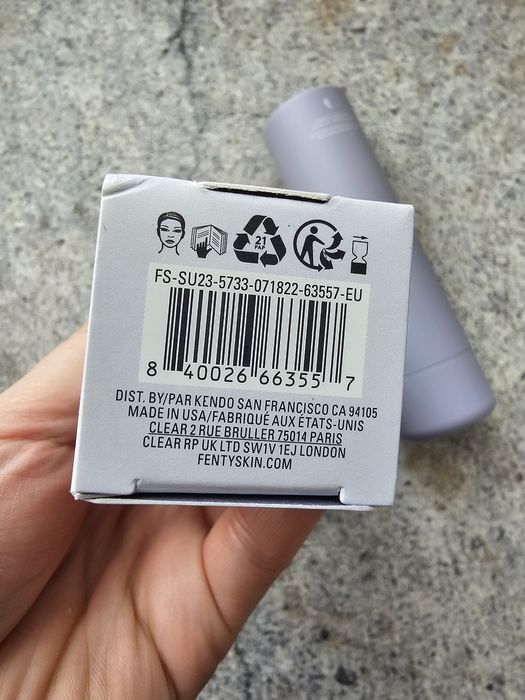 21
PAP
FS-SU23-5733-071822-63557-EU
8 40026 66355 7
DIST. BY/PAR KENDO SAN FRANCISCO CA 94105
MADE IN USA/FABRIQUÉ AUX ÉTATS-UNIS
CLEAR 2 RUE BRULLER 75014 PARIS
CLEAR RP UK LTD SW1V 1EJ LONDON
FENTYSKIN.COM